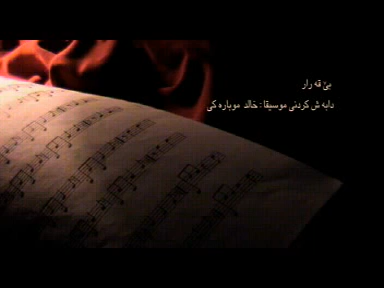 بێ قه رار
دابه ش کردنی موسیقا : خالد موباره کی